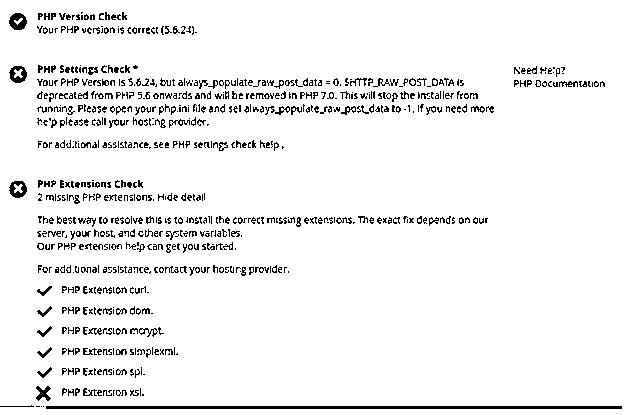 PHP Version Check
Your PHP version is correct (5.6.24).
PHP Settings Check *
Your PHP Version is 5.6.24, but always_populate_raw_post_data = 0. $HTTP_RAW_POST_DATA is
deprecated from PHP 5.6 onwards and will be removed in PHP 7.0. This will stop the installer from
running. Please open your php.ini file and set always_populate_raw_post_data to -1. If you need more
help please call your hosting provider.
For additional assistance, see PHP settings check help .
Need Help?
PHP Documentation
PHP Extensions Check
2 missing PHP extensions. Hide detail
The best way to resolve this is to install the correct missing extensions. The exact fix depends on our
server, your host, and other system variables.
Our PHP extension help can get you started.
For additional assistance, contact your hosting provider.
PHP Extension curl.
PHP Extension dom.
PHP Extension mcrypt.
PHP Extension simplexml.
PHP Extension spl.
PHP Extension xsl.